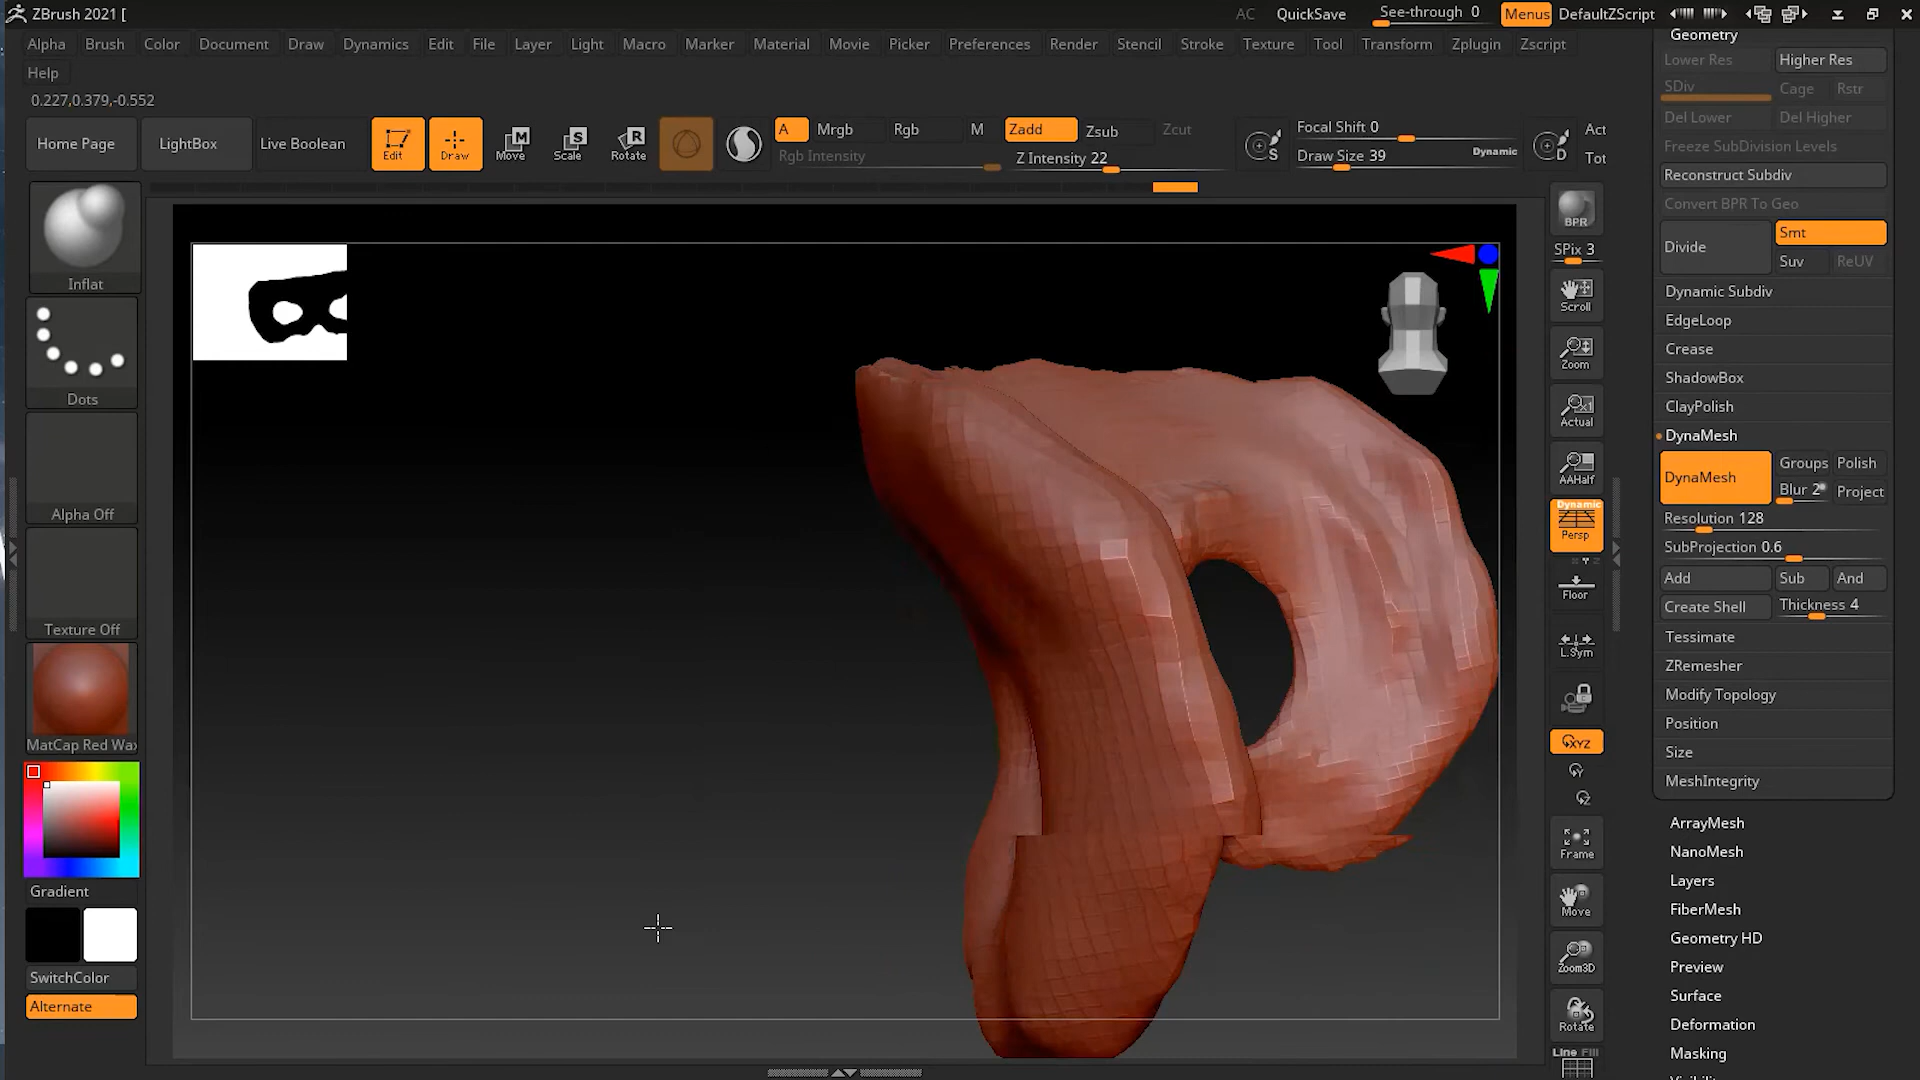 ZBrush 2021 [
AC QuickSave See-through 0 Menus DefaultZScript
Alpha Brush Color Document Draw Dynamics Edit File Layer Light Macro Marker Material Movie Picker Preferences Render Stencil Stroke Texture Tool Transform Zplugin Zscript
Help
0.227,0.379,-0.552
Home Page LightBox Live Boolean Edit Draw Move Scale Rotate
M S R
A Mrgb Rgb M Zadd Zsub Zcut
Rgb Intensity Z Intensity 22
S Focal Shift 0
Draw Size 39 Dynamic
D Act
Tot
Inflat
Dots
Alpha Off
Texture Off
MatCap Red Wax
Gradient
SwitchColor
Alternate
BPR
SPix 3
Scroll
Zoom
Actual
AAHalf
Dynamic
Persp
Floor
L.Sym
XYZ
Y
Z
Frame
Move
Zoom3D
Rotate
Line Fill
Geometry
Lower Res Higher Res
SDiv Cage Rstr
Del Lower Del Higher
Freeze SubDivision Levels
Reconstruct Subdiv
Convert BPR To Geo
Divide Smt
Suv ReUV
Dynamic Subdiv
EdgeLoop
Crease
ShadowBox
ClayPolish
DynaMesh
DynaMesh Groups Polish
Blur 2 Project
Resolution 128
SubProjection 0.6
Add Sub And
Create Shell Thickness 4
Tessimate
ZRemesher
Modify Topology
Position
Size
MeshIntegrity
ArrayMesh
NanoMesh
Layers
FiberMesh
Geometry HD
Preview
Surface
Deformation
Masking